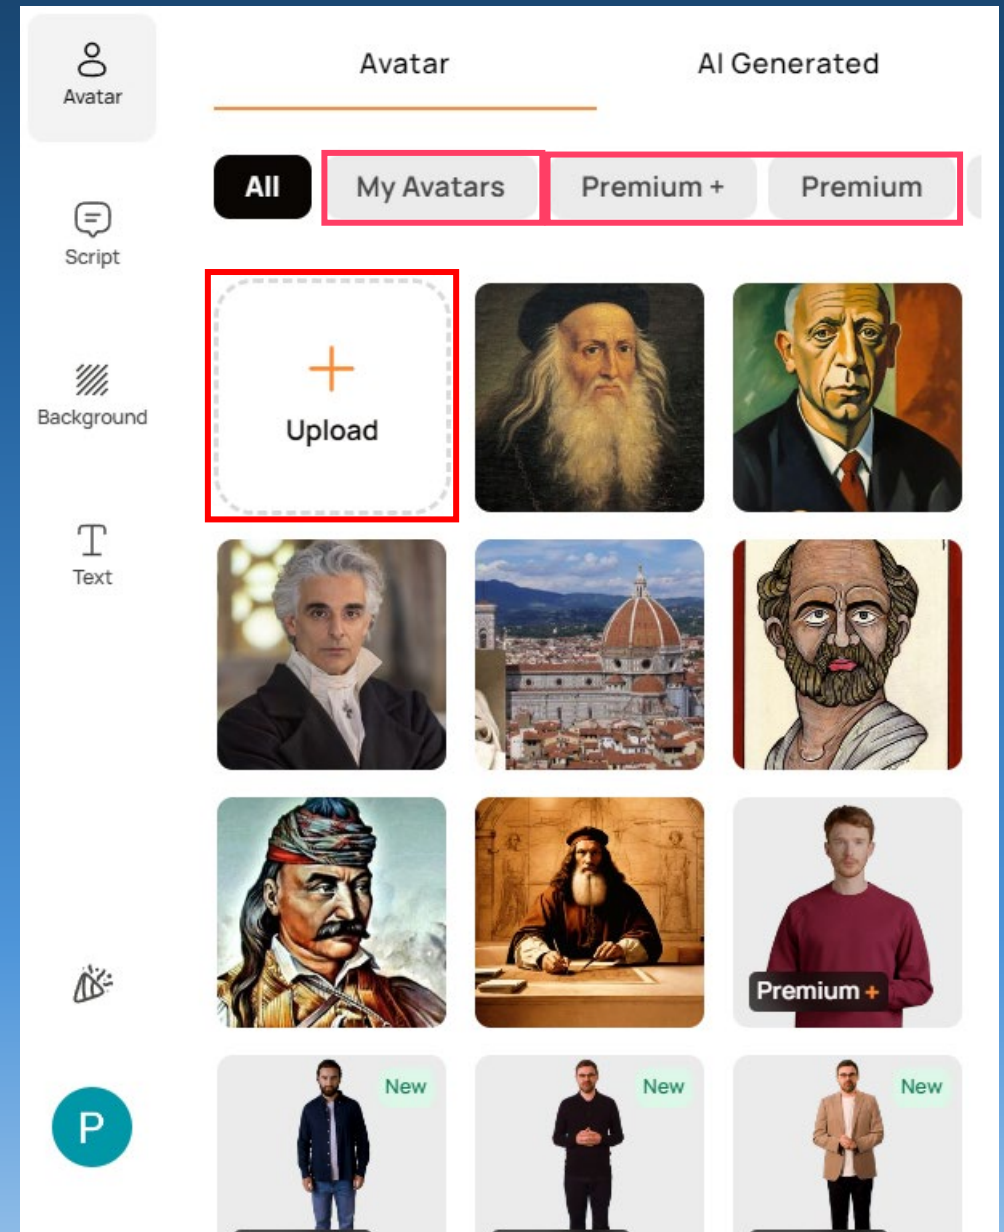 Avatar
AI Generated
Avatar
All
My Avatars
Premium +
Premium
Script
Upload
Background
Text
Premium +
P
New
New
New